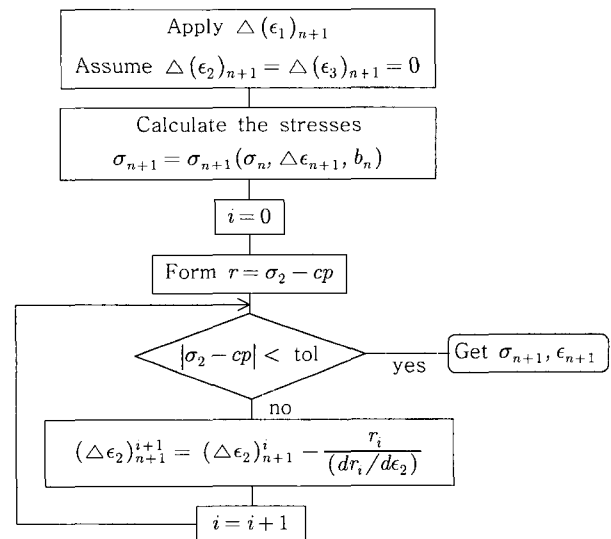 Apply △(ϵ₁)ₙ₊₁
Assume △(ϵ₂)ₙ₊₁ = △(ϵ₃)ₙ₊₁ = 0
Calculate the stresses
σₙ₊₁ = σₙ₊₁(σₙ, △ϵₙ₊₁, bₙ)
i = 0
Form r = σ₂ − cp
|σ₂ − cp| < tol
yes
Get σₙ₊₁, ϵₙ₊₁
no
(△ϵ₂)ⁱ⁺¹ₙ₊₁ = (△ϵ₂)ⁱₙ₊₁ − rᵢ / (drᵢ/dϵ₂)
i = i + 1